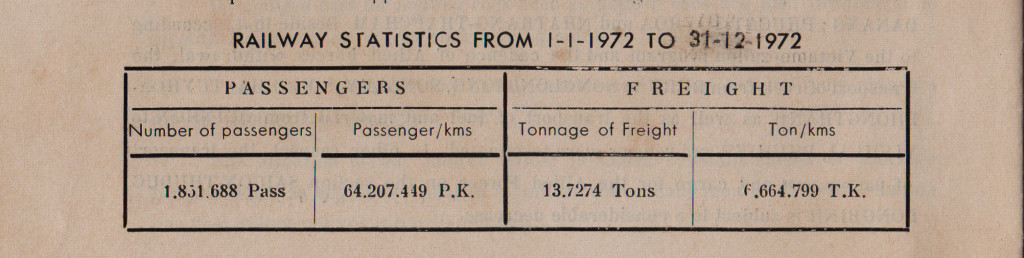 RAILWAY STATISTICS FROM 1-1-1972 TO 31-12-1972
PASSENGERS FREIGHT
Number of passengers Passenger/kms Tonnage of Freight Ton/kms
1.851.688 Pass 64.207.449 P.K. 13.7274 Tons 6.664.799 T.K.